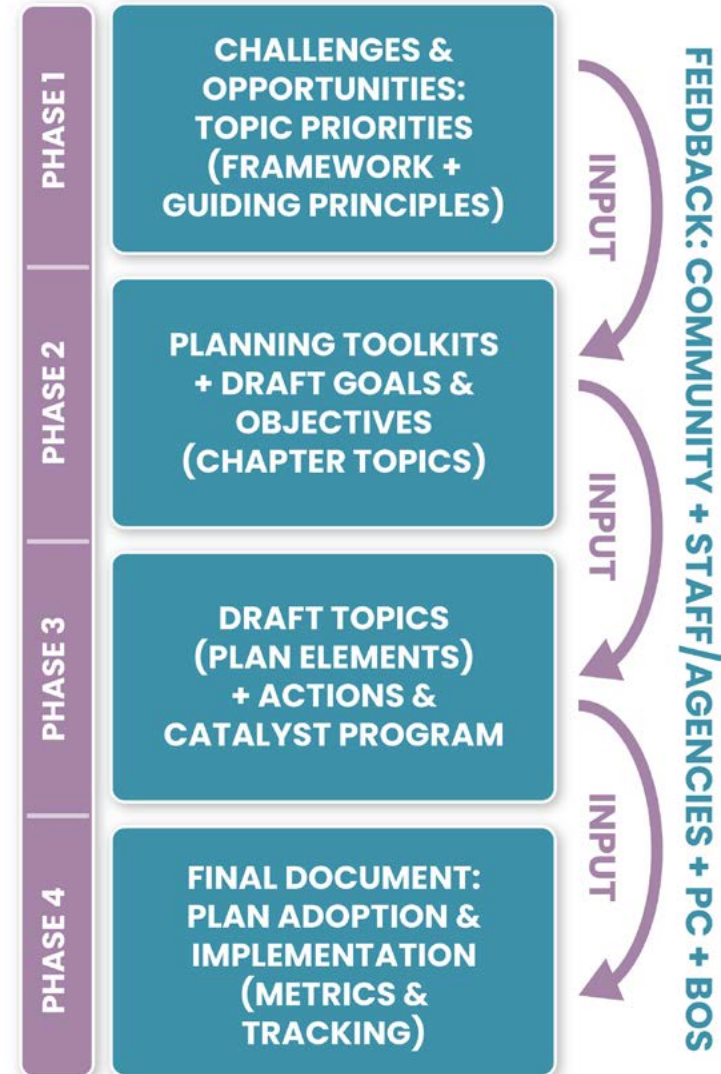 PHASE 1
CHALLENGES &
OPPORTUNITIES:
TOPIC PRIORITIES
(FRAMEWORK +
GUIDING PRINCIPLES)
INPUT
PHASE 2
PLANNING TOOLKITS
+ DRAFT GOALS &
OBJECTIVES
(CHAPTER TOPICS)
INPUT
PHASE 3
DRAFT TOPICS
(PLAN ELEMENTS)
+ ACTIONS &
CATALYST PROGRAM
INPUT
PHASE 4
FINAL DOCUMENT:
PLAN ADOPTION &
IMPLEMENTATION
(METRICS &
TRACKING)
FEEDBACK: COMMUNITY + STAFF/AGENCIES + PC + BOS